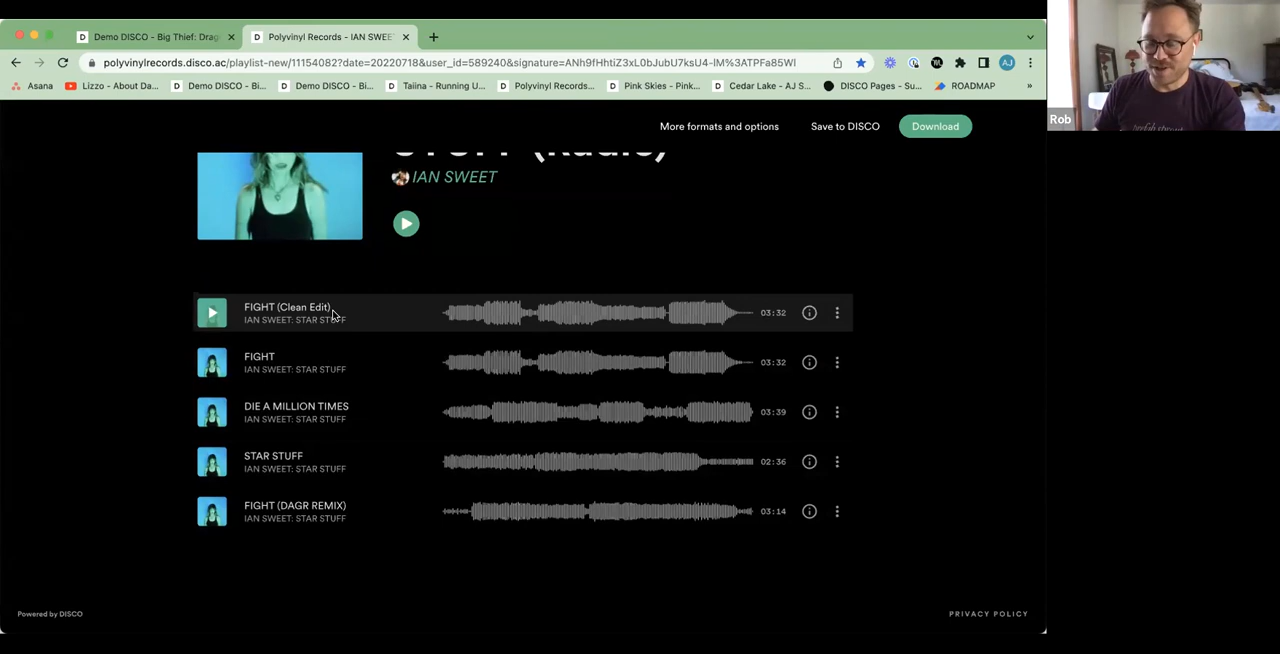 Demo DISCO - Big Thief: Drag
Polyvinyl Records - IAN SWEE
polyvinylrecords.disco.ac/playlist-new/11154082?date=20220718&user_id=589240&signature=ANh9fHhtiZ3xL0bJubU7ksU4-lM%3ATPFa85WI
AJ
Asana
Lizzo - About Da...
Demo DISCO - Bi...
Demo DISCO - Bi...
Taiina - Running U...
Polyvinyl Records...
Pink Skies - Pink...
Cedar Lake - AJ S...
DISCO Pages - Su...
ROADMAP
»
Rob
More formats and options
Save to DISCO
Download
IAN SWEET
FIGHT (Clean Edit)
IAN SWEET: STAR STUFF
03:32
FIGHT
IAN SWEET: STAR STUFF
03:32
DIE A MILLION TIMES
IAN SWEET: STAR STUFF
03:39
STAR STUFF
IAN SWEET: STAR STUFF
02:36
FIGHT (DAGR REMIX)
IAN SWEET: STAR STUFF
03:14
Powered by DISCO
PRIVACY POLICY